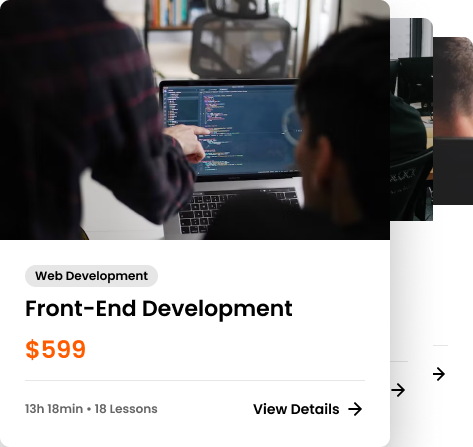 Web Development
Front-End Development
$599
13h 18min • 18 Lessons
View Details